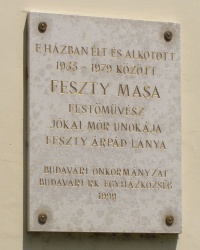 E HÁZBAN ÉLT ÉS ALKOTOTT
1933 - 1979 KÖZÖTT
FESZTY MASA
FESTŐMŰVÉSZ
JÓKAI MÓR UNOKÁJA
FESZTY ÁRPÁD LÁNYA
BUDAVÁRI ÖNKORMÁNYZAT
BUDAVÁRI RK. EGYHÁZKÖZSÉG
1999